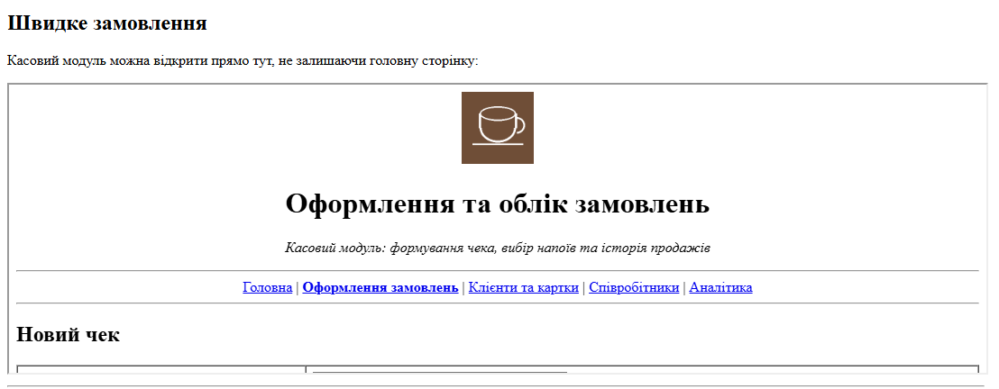 Швидке замовлення
Касовий модуль можна відкрити прямо тут, не залишаючи головну сторінку:
Оформлення та облік замовлень
Касовий модуль: формування чека, вибір напоїв та історія продажів
Головна | Оформлення замовлень | Клієнти та картки | Співробітники | Аналітика
Новий чек